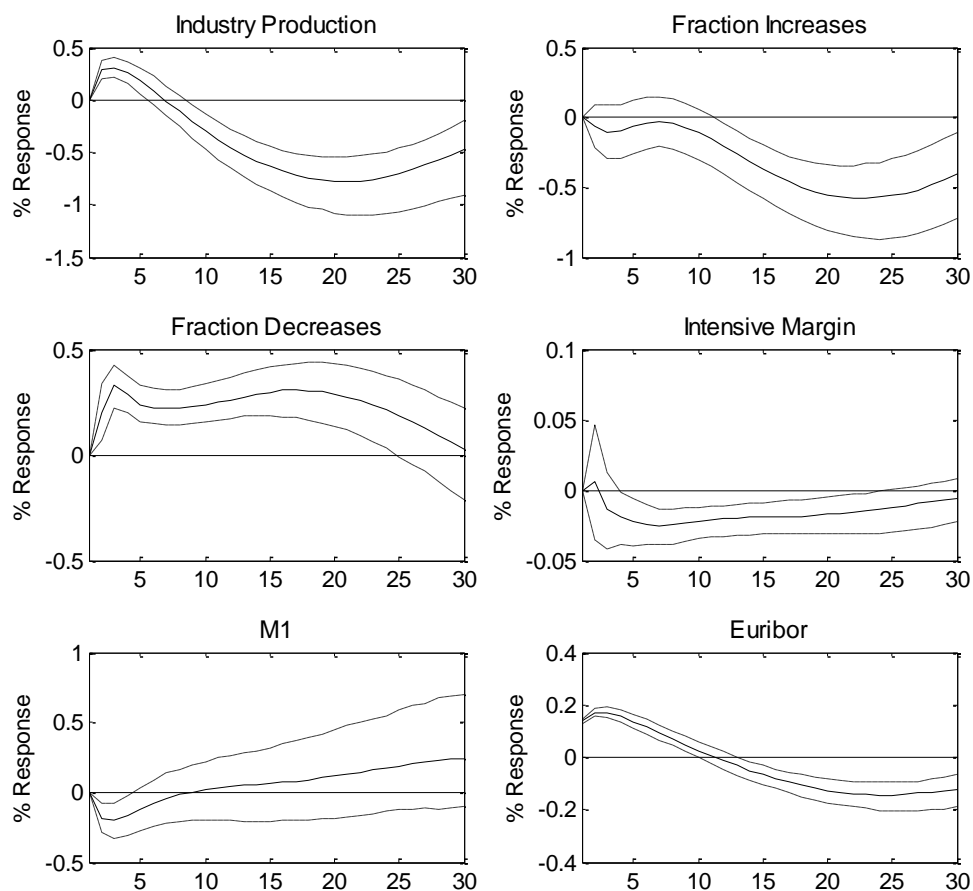 Industry Production
Fraction Increases
% Response
0.5
0
-0.5
-1
-1.5
5 10 15 20 25 30
% Response
0.5
0
-0.5
-1
5 10 15 20 25 30
Fraction Decreases
Intensive Margin
% Response
0.5
0
-0.5
5 10 15 20 25 30
% Response
0.1
0.05
0
-0.05
5 10 15 20 25 30
M1
Euribor
% Response
1
0.5
0
-0.5
5 10 15 20 25 30
% Response
0.4
0.2
0
-0.2
-0.4
5 10 15 20 25 30